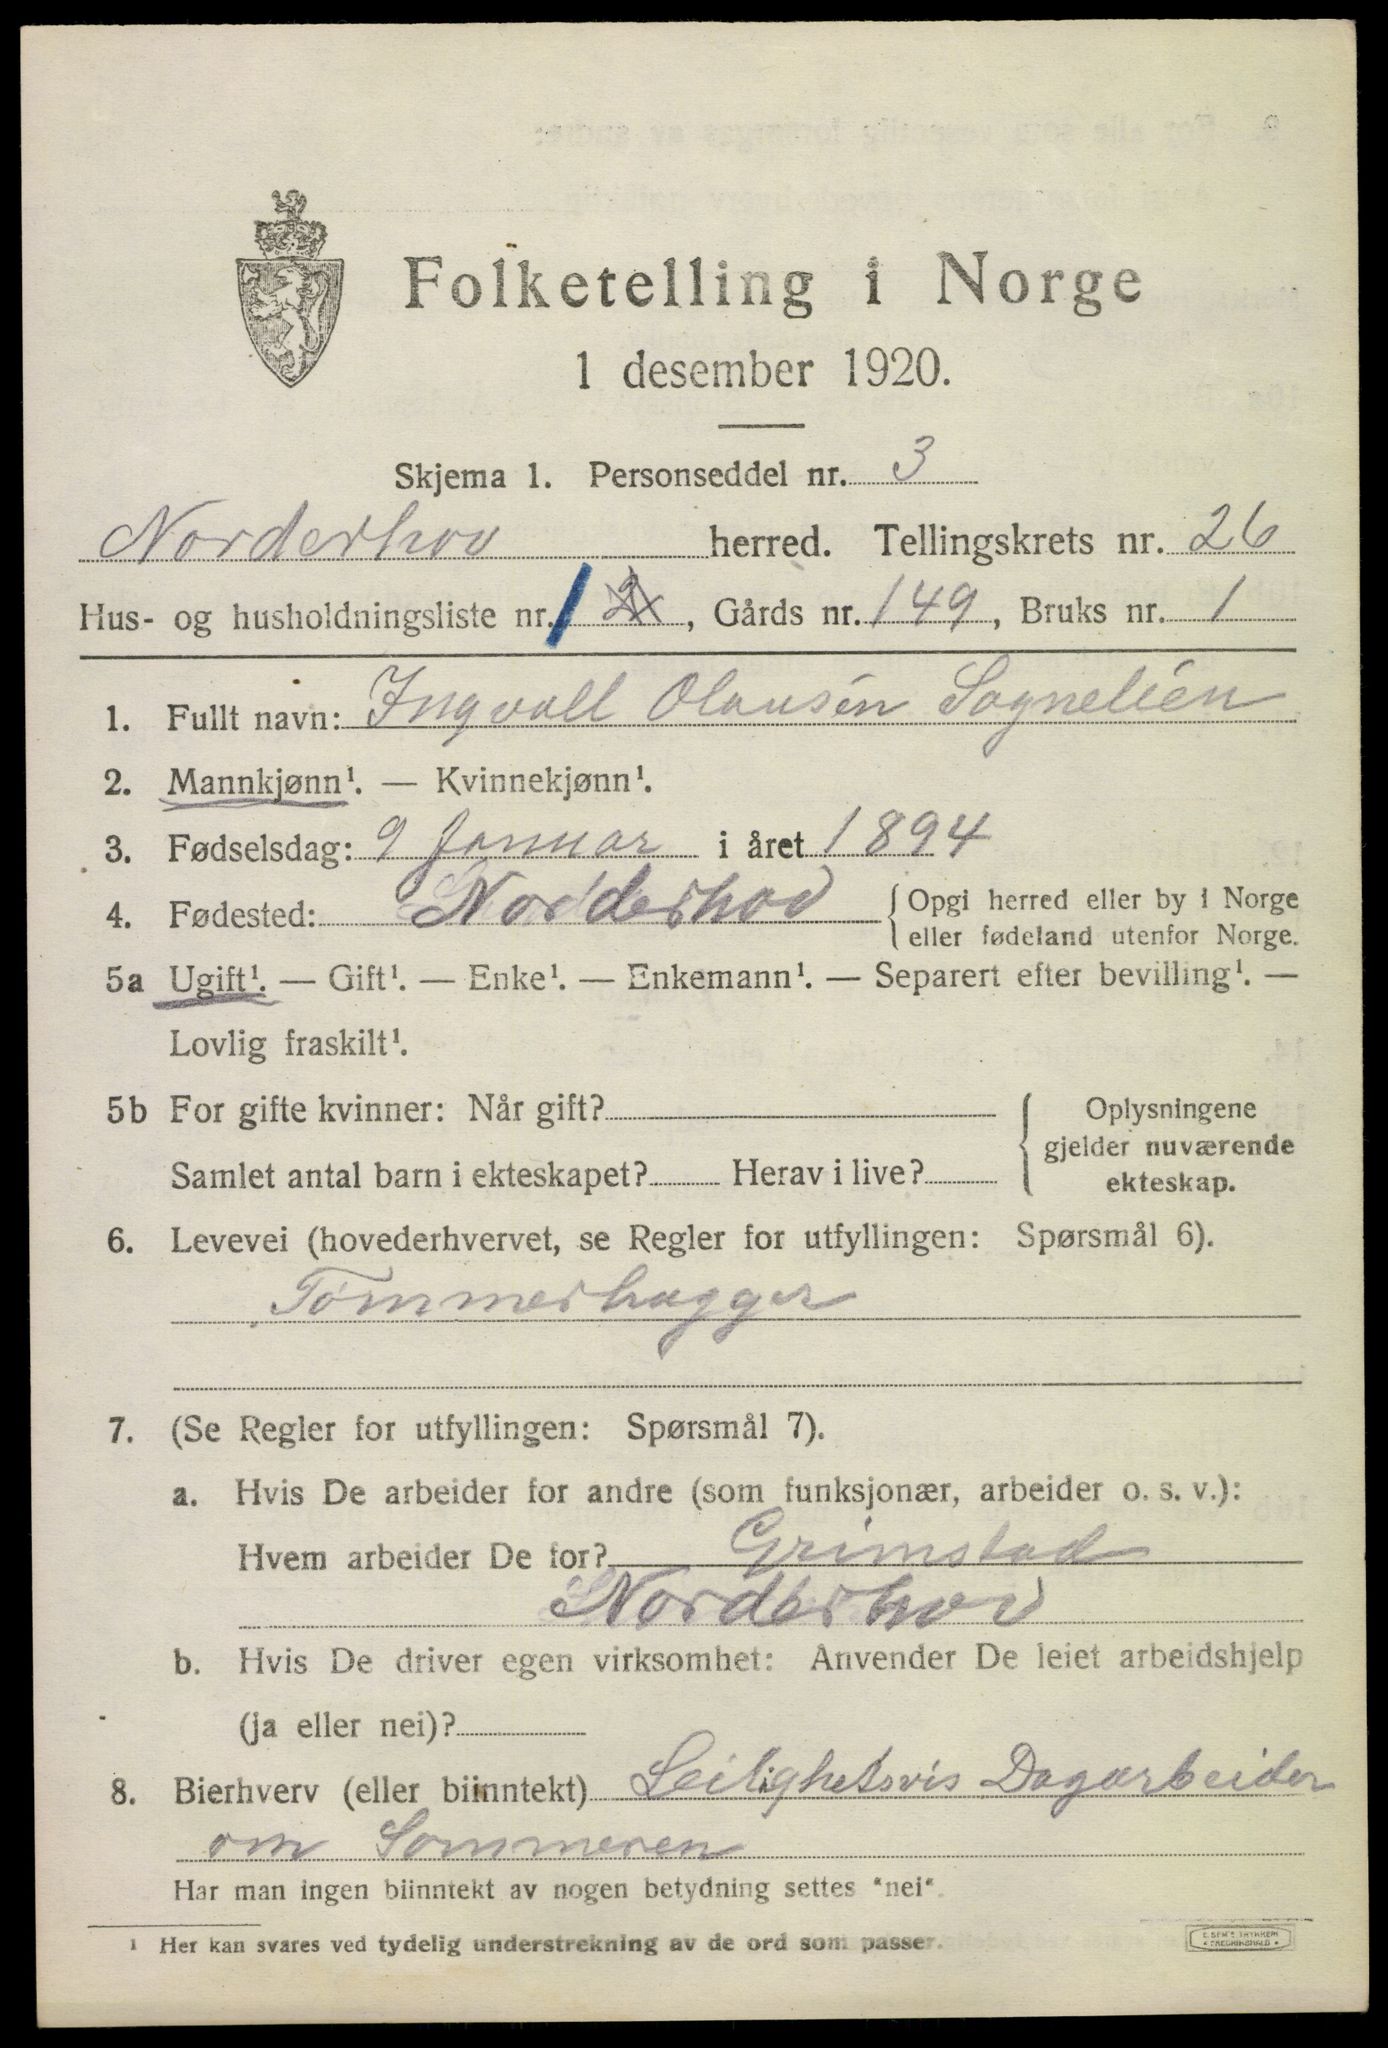 Folketelling i Norge
1 desember 1920.
Skjema 1. Personseddel nr. 3
Norderhov herred. Tellingskrets nr. 26
Hus- og husholdningsliste nr. 1 2, Gårds nr. 149, Bruks nr. 1
1. Fullt navn: Ingvall Olausén Sognelién
2. Mannkjønn¹. — Kvinnekjønn¹.
3. Fødselsdag: 9 Januar i året 1894
4. Fødested: Norderhov { Opgi herred eller by i Norge
eller fødeland utenfor Norge.
5a Ugift¹. — Gift¹. — Enke¹. — Enkemann¹. — Separert efter bevilling¹. —
Lovlig fraskilt¹.
5b For gifte kvinner: Når gift?
Samlet antal barn i ekteskapet? Herav i live?
{ Oplysningene
gjelder nuværende
ekteskap.
6. Levevei (hovederhvervet, se Regler for utfyllingen: Spørsmål 6).
Tømmerhugger
7. (Se Regler for utfyllingen: Spørsmål 7).
a. Hvis De arbeider for andre (som funksjonær, arbeider o. s. v.):
Hvem arbeider De for? Grimstad
Norderhov
b. Hvis De driver egen virksomhet: Anvender De leiet arbeidshjelp
(ja eller nei)?
8. Bierhverv (eller biinntekt) Leilighetsvis Dagarbeider
om Sommeren
Har man ingen biinntekt av nogen betydning settes "nei".
¹ Her kan svares ved tydelig understrekning av de ord som passer.